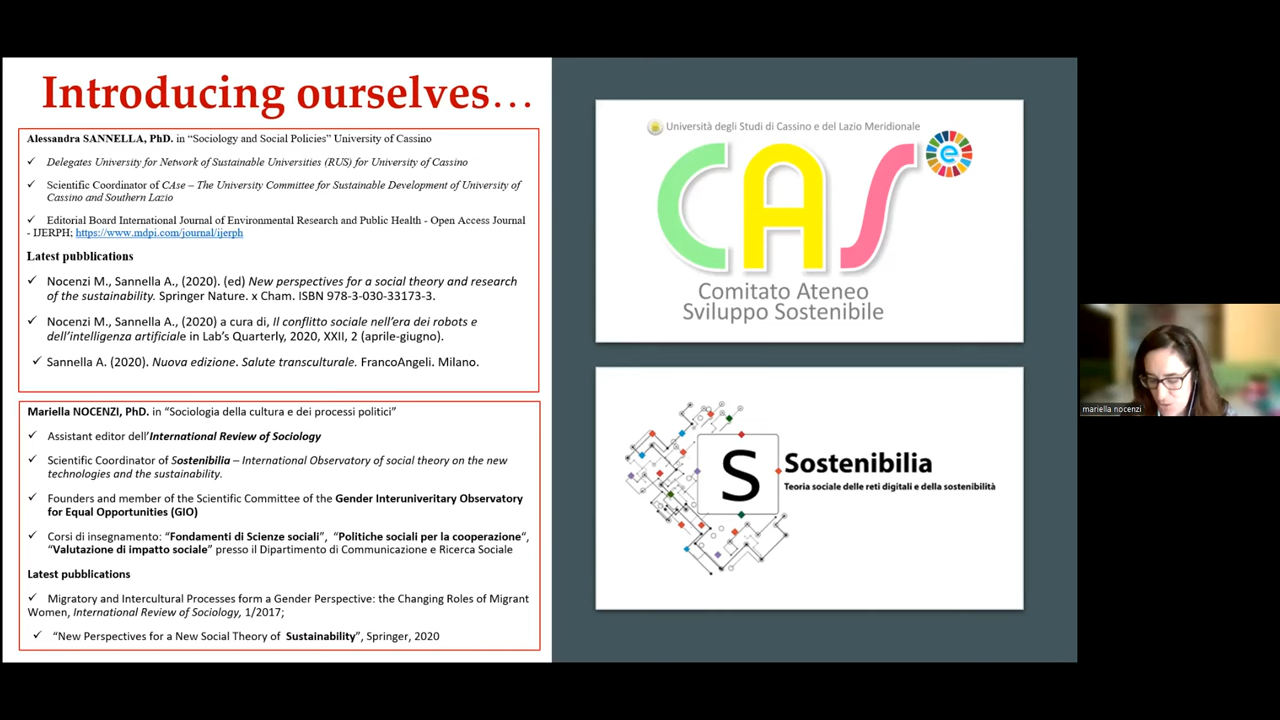 Introducing ourselves...
Alessandra SANNELLA, PhD. in “Sociology and Social Policies” University of Cassino
✓ Delegates University for Network of Sustainable Universities (RUS) for University of Cassino
✓ Scientific Coordinator of CAse – The University Committee for Sustainable Development of University of
Cassino and Southern Lazio
✓ Editorial Board International Journal of Environmental Research and Public Health - Open Access Journal
- IJERPH; https://www.mdpi.com/journal/ijerph
Latest pubblications
✓ Nocenzi M., Sannella A., (2020). (ed) New perspectives for a social theory and research
of the sustainability. Springer Nature. x Cham. ISBN 978-3-030-33173-3.
✓ Nocenzi M., Sannella A., (2020) a cura di, Il conflitto sociale nell’era dei robots e
dell’intelligenza artificiale in Lab’s Quarterly, 2020, XXII, 2 (aprile-giugno).
✓ Sannella A. (2020). Nuova edizione. Salute transculturale. FrancoAngeli. Milano.
Mariella NOCENZI, PhD. in “Sociologia della cultura e dei processi politici”
✓ Assistant editor dell’International Review of Sociology
✓ Scientific Coordinator of Sostenibilia – International Observatory of social theory on the new
technologies and the sustainability.
✓ Founders and member of the Scientific Committee of the Gender Interuniveritary Observatory
for Equal Opportunities (GIO)
✓ Corsi di insegnamento: “Fondamenti di Scienze sociali”, “Politiche sociali per la cooperazione“,
“Valutazione di impatto sociale” presso il Dipartimento di Comunicazione e Ricerca Sociale
Latest pubblications
✓ Migratory and Intercultural Processes form a Gender Perspective: the Changing Roles of Migrant
Women, International Review of Sociology, 1/2017;
✓ “New Perspectives for a New Social Theory of Sustainability”, Springer, 2020
Università degli Studi di Cassino e del Lazio Meridionale
CAS
e
Comitato Ateneo
Sviluppo Sostenibile
S
Sostenibilia
Teoria sociale delle reti digitali e della sostenibilità
mariella nocenzi